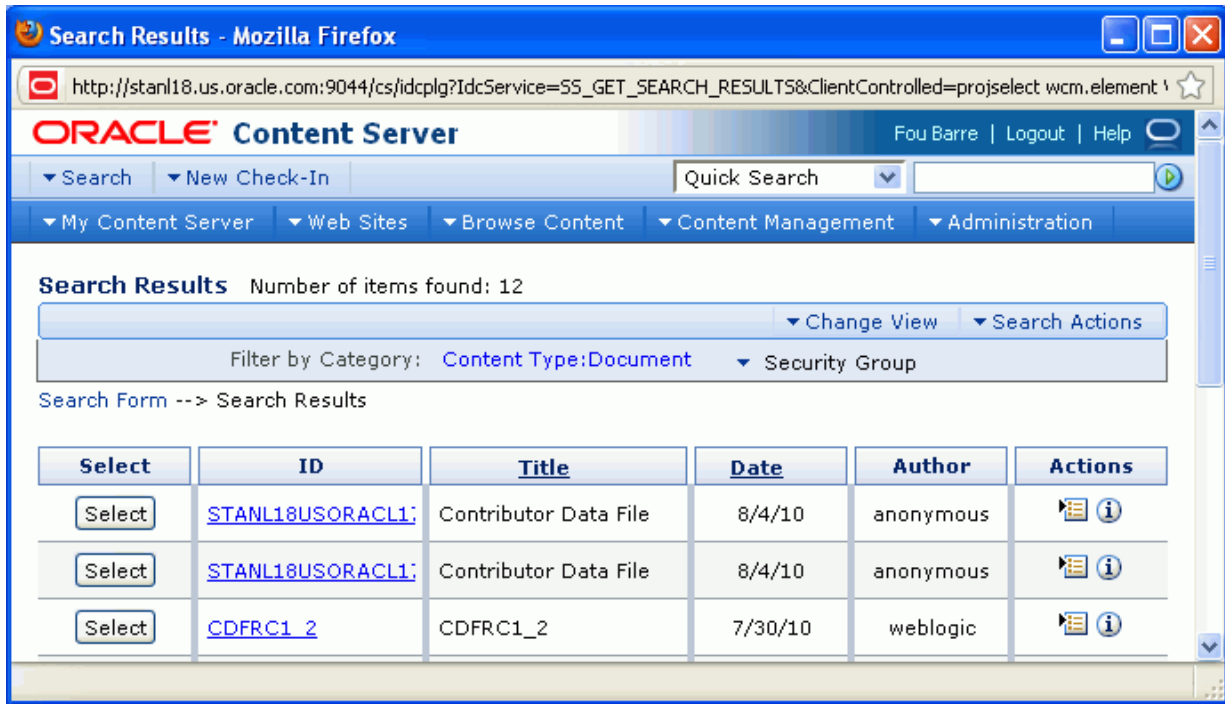 Search Results - Mozilla Firefox
http://stanl18.us.oracle.com:9044/cs/idcplg?IdcService=SS_GET_SEARCH_RESULTS&ClientControlled=projselect wcm.element
ORACLE Content Server Fou Barre | Logout | Help
Search New Check-In Quick Search
My Content Server Web Sites Browse Content Content Management Administration
Search Results Number of items found: 12
Change View Search Actions
Filter by Category: Content Type:Document Security Group
Search Form --> Search Results
Select ID Title Date Author Actions
Select STANL18USORACL17 Contributor Data File 8/4/10 anonymous
Select STANL18USORACL1 Contributor Data File 8/4/10 anonymous
Select CDFRC1_2 CDFRC1_2 7/30/10 weblogic